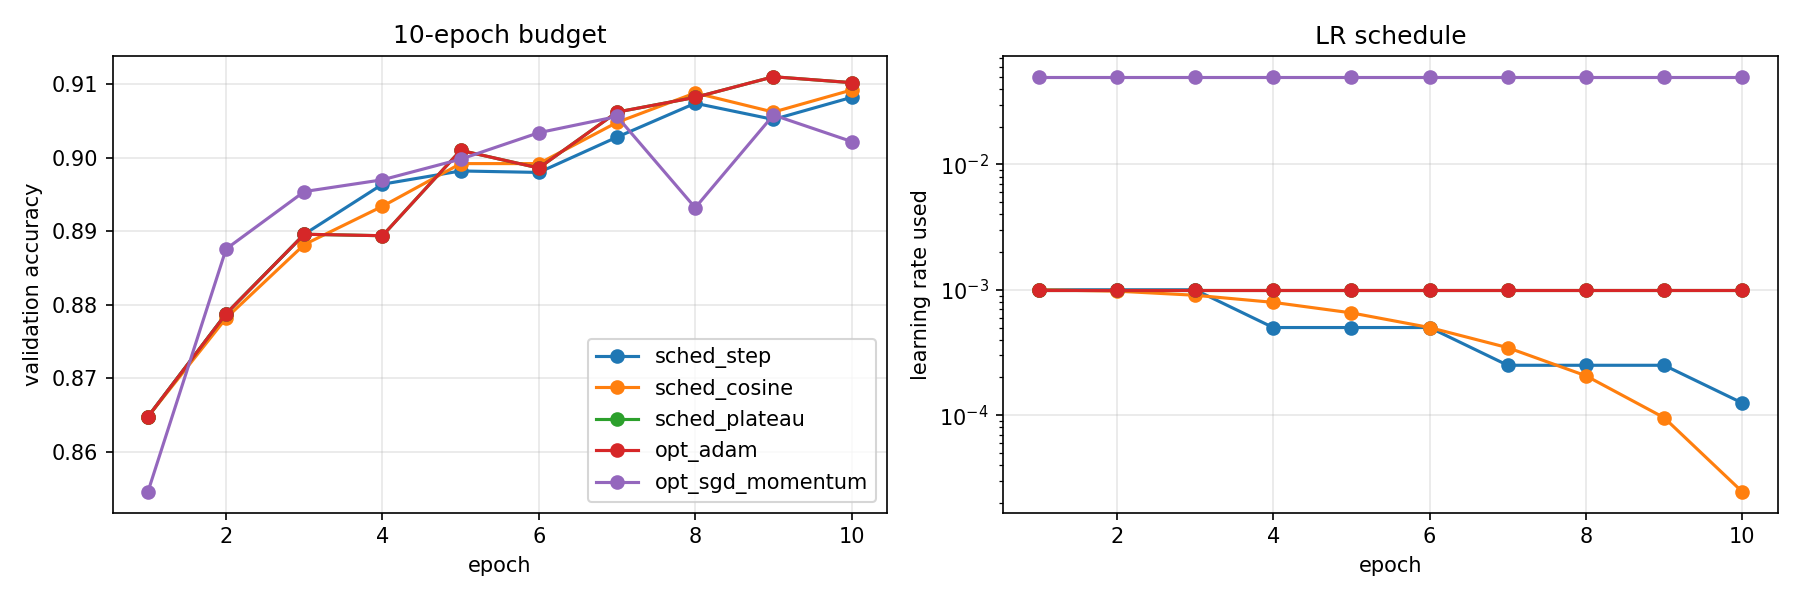 10-epoch budget
validation accuracy
0.91
0.90
0.89
0.88
0.87
0.86
sched_step
sched_cosine
sched_plateau
opt_adam
opt_sgd_momentum
2
4
6
8
10
epoch
LR schedule
learning rate used
10⁻²
10⁻³
10⁻⁴
2
4
6
8
10
epoch